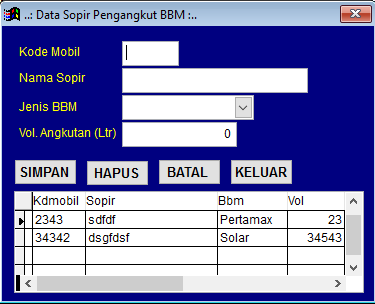 ..: Data Sopir Pengangkut BBM :..
Kode Mobil
Nama Sopir
Jenis BBM
Vol. Angkutan (Ltr) 0
SIMPAN HAPUS BATAL KELUAR
Kdmobil Sopir Bbm Vol
2343 sdfdf Pertamax 23
34342 dsgfdsf Solar 34543